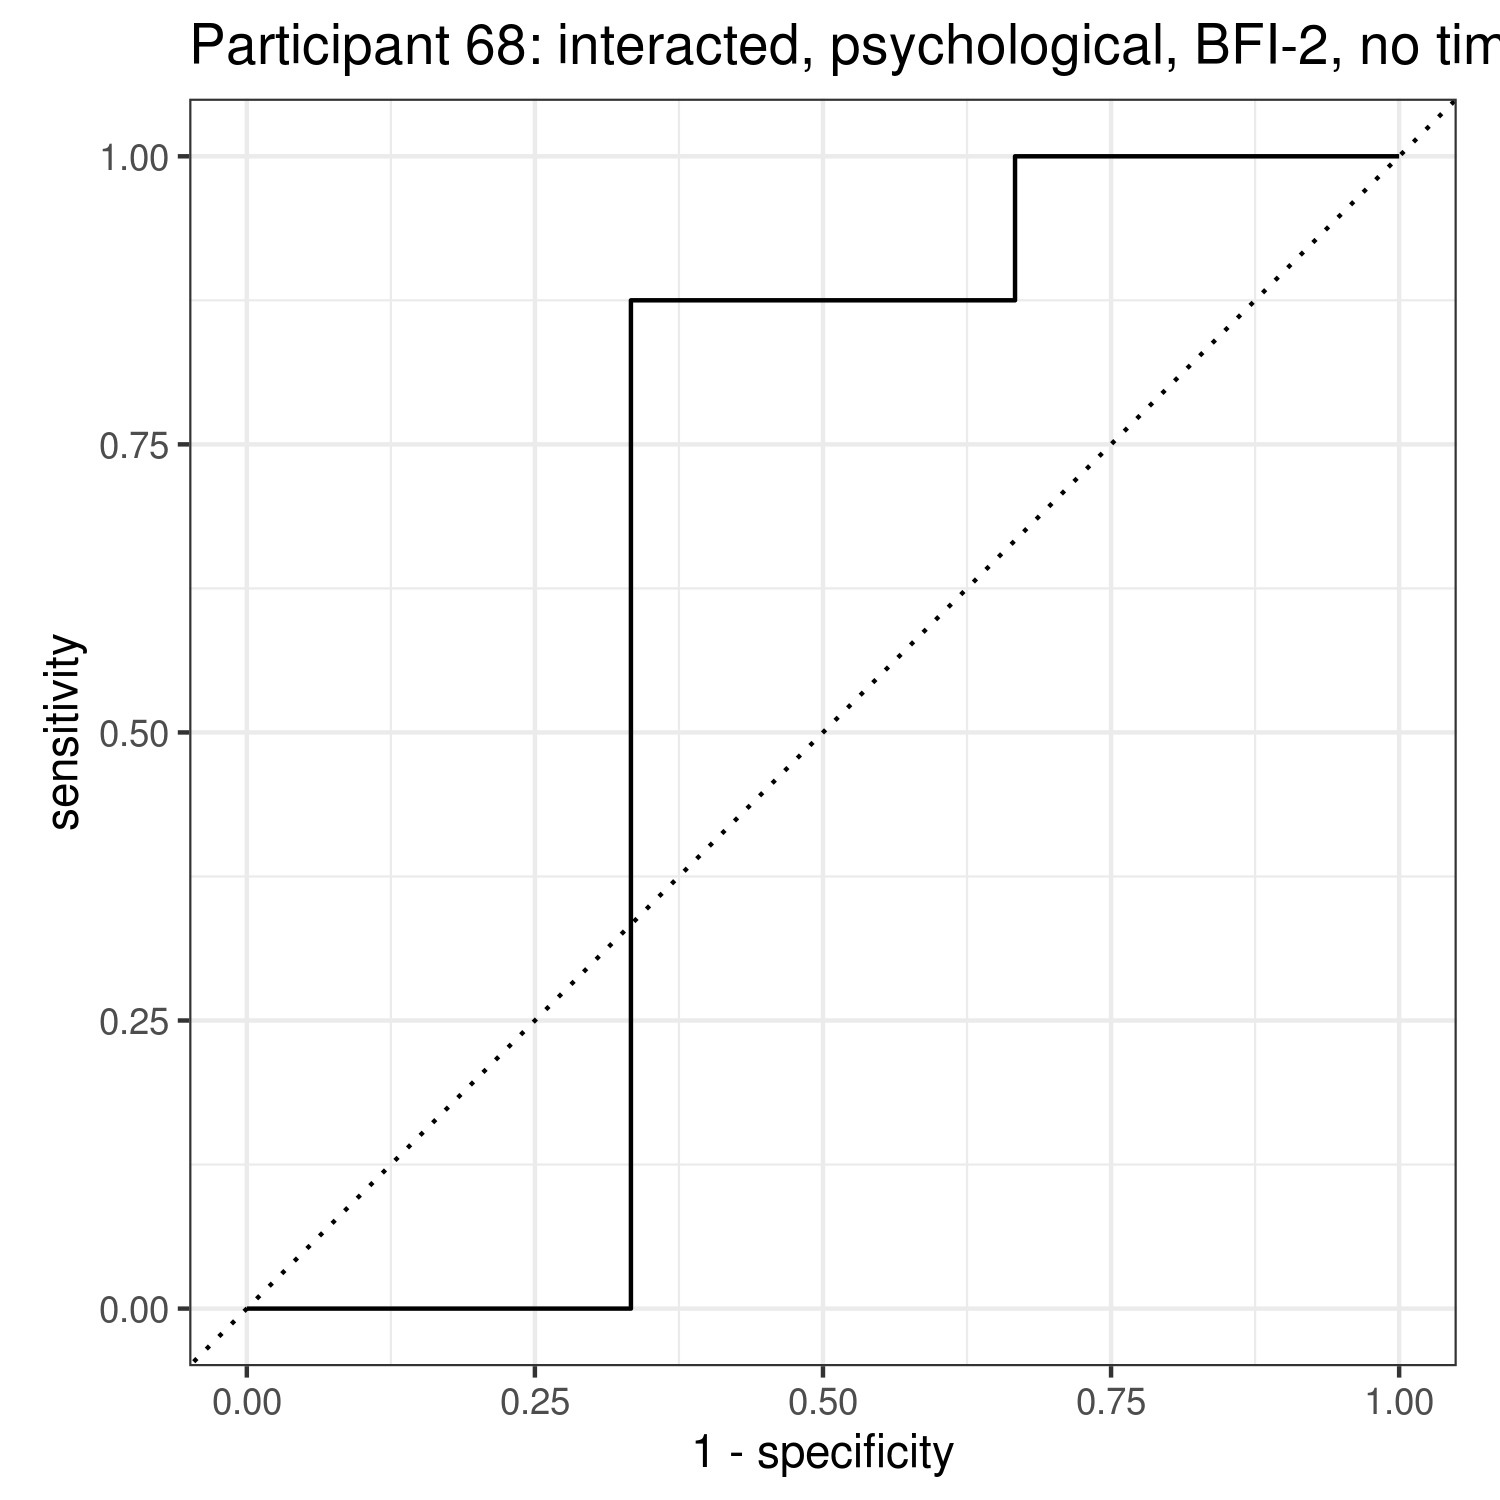 Participant 68: interacted, psychological, BFI-2, no tim
1.00
0.75
0.50
0.25
0.00
sensitivity
0.00 0.25 0.50 0.75 1.00
1 - specificity